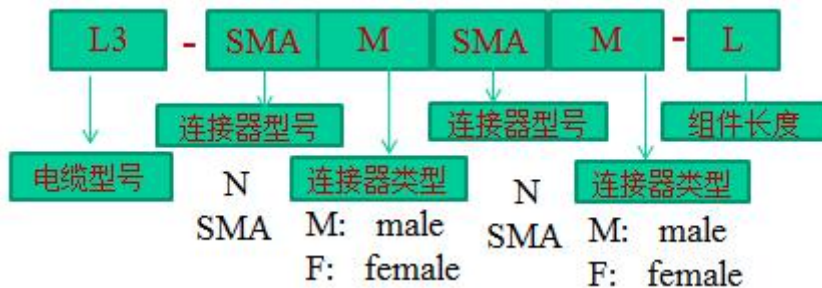 L3 - SMA M SMA M - L
连接器型号 连接器型号 组件长度
电缆型号 连接器类型 连接器类型
N N
SMA M: male SMA M: male
F: female F: female